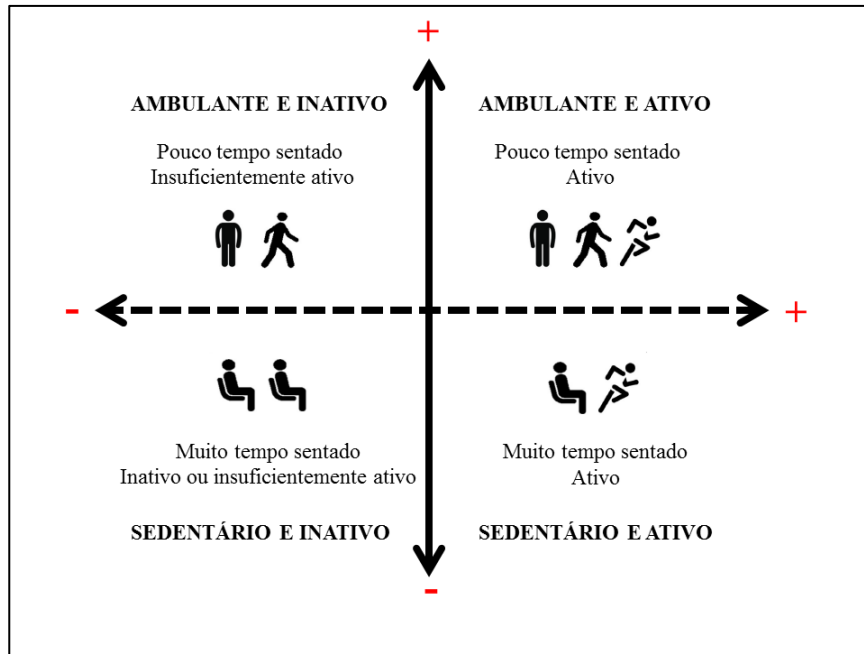 +
AMBULANTE E INATIVO
Pouco tempo sentado
Insuficientemente ativo
AMBULANTE E ATIVO
Pouco tempo sentado
Ativo
-
+
Muito tempo sentado
Inativo ou insuficientemente ativo
SEDENTÁRIO E INATIVO
Muito tempo sentado
Ativo
SEDENTÁRIO E ATIVO
-